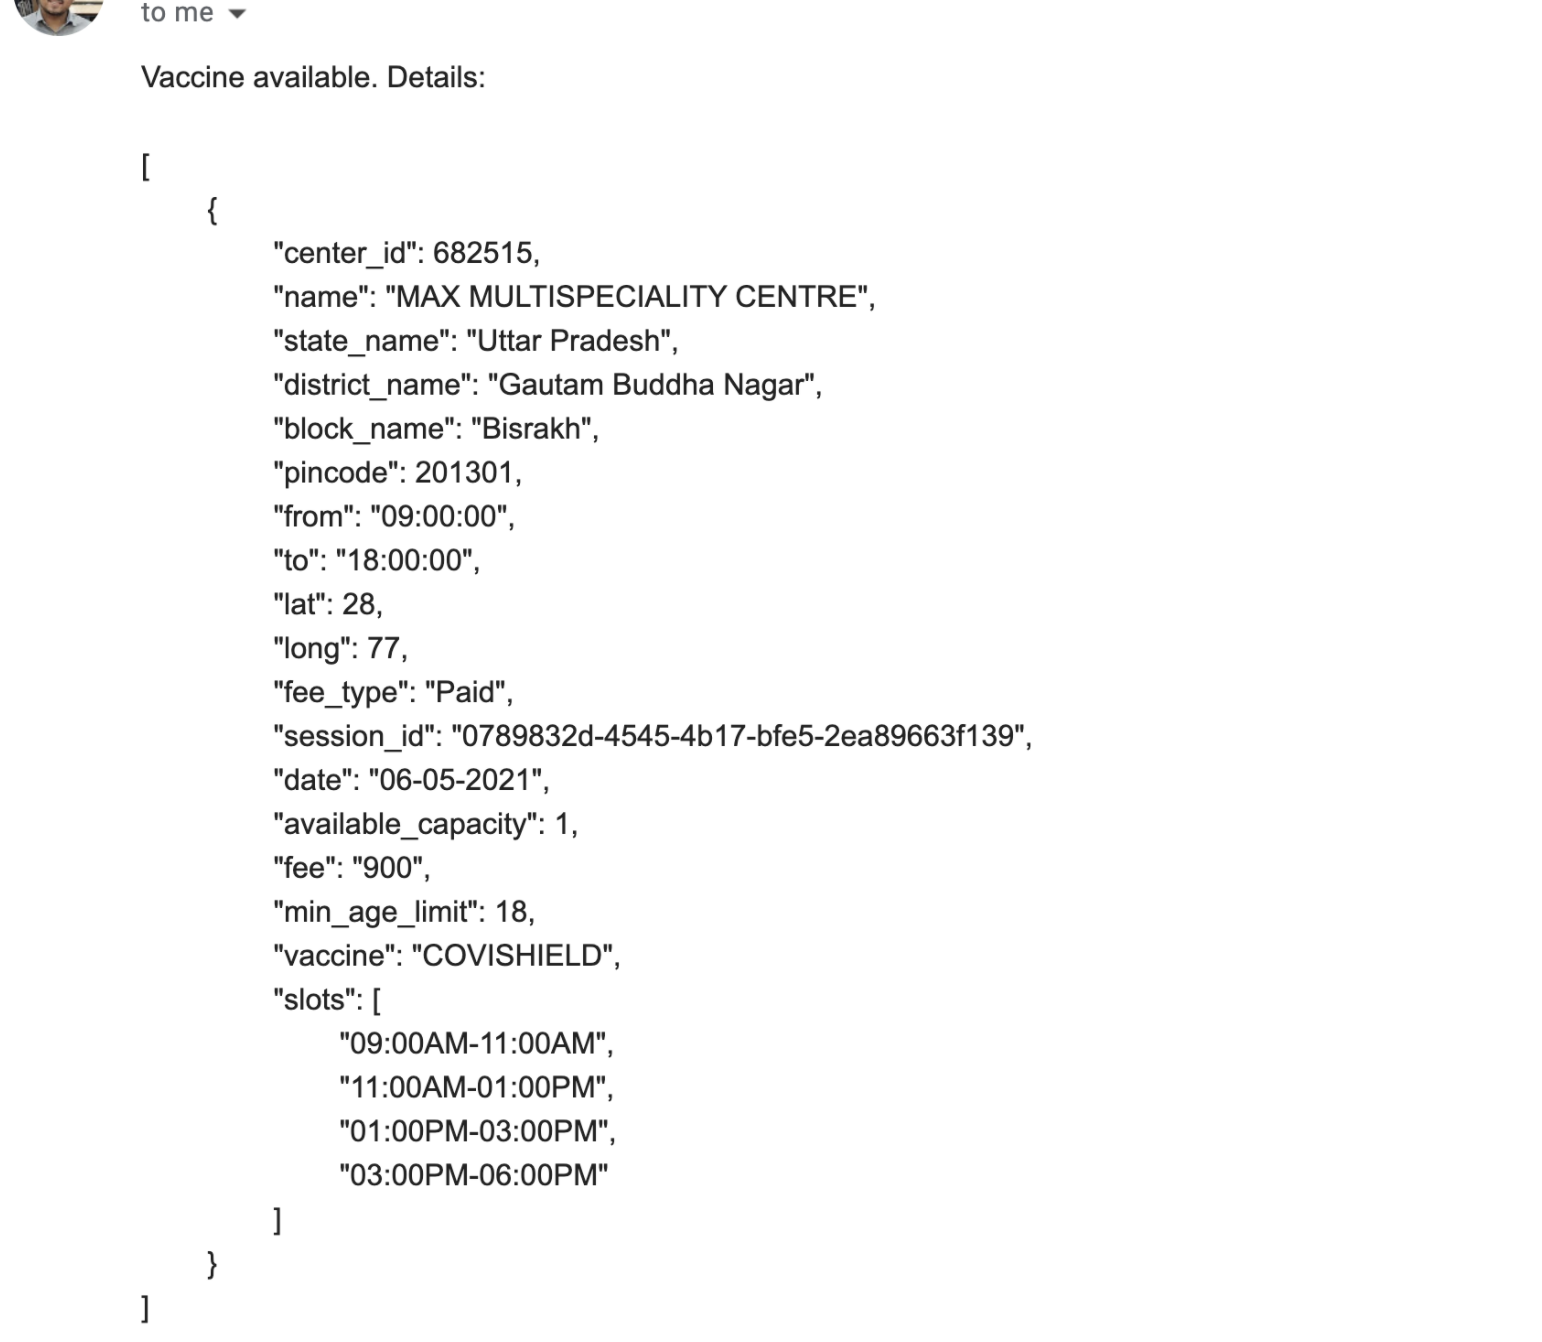 to me
Vaccine available. Details:
[
{
"center_id": 682515,
"name": "MAX MULTISPECIALITY CENTRE",
"state_name": "Uttar Pradesh",
"district_name": "Gautam Buddha Nagar",
"block_name": "Bisrakh",
"pincode": 201301,
"from": "09:00:00",
"to": "18:00:00",
"lat": 28,
"long": 77,
"fee_type": "Paid",
"session_id": "0789832d-4545-4b17-bfe5-2ea89663f139",
"date": "06-05-2021",
"available_capacity": 1,
"fee": "900",
"min_age_limit": 18,
"vaccine": "COVISHIELD",
"slots": [
"09:00AM-11:00AM",
"11:00AM-01:00PM",
"01:00PM-03:00PM",
"03:00PM-06:00PM"
]
}
]